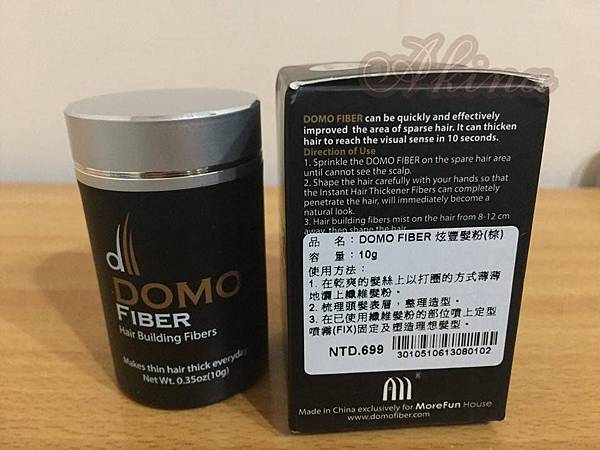 Akina
dll
DOMO
FIBER
Hair Building Fibers
Makes thin hair thick everyday
Net Wt. 0.35oz(10g)
DOMO FIBER can be quickly and effectively
improved the area of sparse hair. It can thicken
hair to reach the visual sense in 10 seconds.
Direction of Use
1. Sprinkle the DOMO FIBER on the spare hair area
until cannot see the scalp.
2. Shape the hair carefully with your hands so that
the Instant Hair Thickener Fibers can completely
penetrate the hair, will immediately become a
natural look.
3. Hair building fibers mist on the hair from 8-12 cm
away, then shape the hair
品 名：DOMO FIBER 炫豐髮粉(棕)
容 量：10g
使用方法：
1. 在乾爽的髮絲上以打圈的方式薄薄
地灑上纖維髮粉。
2. 梳理頭髮表層，整理造型。
3. 在已使用纖維髮粉的部位噴上定型
噴霧(FIX)固定及塑造理想髮型。
NTD.699
3010510613080102
®
Made in China exclusively for MoreFun House
www.domofiber.com